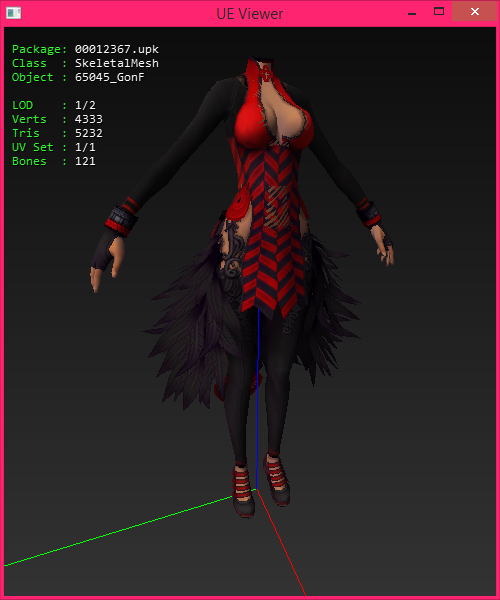 UE Viewer
Package: 00012367.upk
Class  : SkeletalMesh
Object : 65045_GonF
LOD    : 1/2
Verts  : 4333
Tris   : 5232
UV Set : 1/1
Bones  : 121